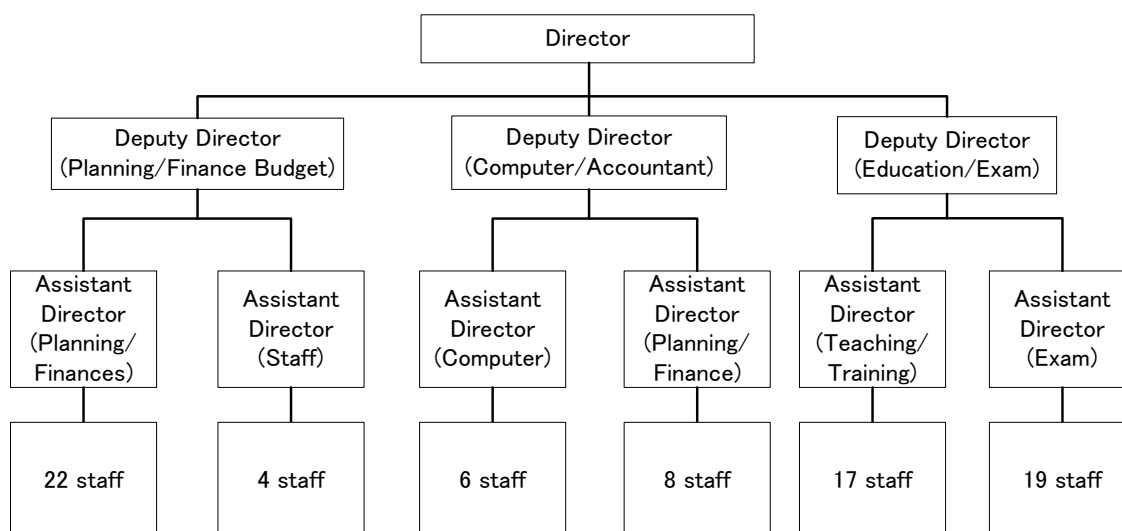 Director
Deputy Director
(Planning/Finance Budget)
Deputy Director
(Computer/Accountant)
Deputy Director
(Education/Exam)
Assistant
Director
(Planning/
Finances)
Assistant
Director
(Staff)
Assistant
Director
(Computer)
Assistant
Director
(Planning/
Finance)
Assistant
Director
(Teaching/
Training)
Assistant
Director
(Exam)
22 staff
4 staff
6 staff
8 staff
17 staff
19 staff